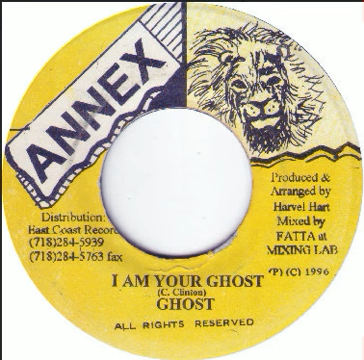 ANNEX
Produced &
Arranged by
Harvel Hart
Mixed by
FATTA at
MIXING LAB
Distribution:
East Coast Record
(718)284-5939
(718)284-5763 fax
(P) (C) 1996
I AM YOUR GHOST
(C. Clinton)
GHOST
ALL RIGHTS RESERVED